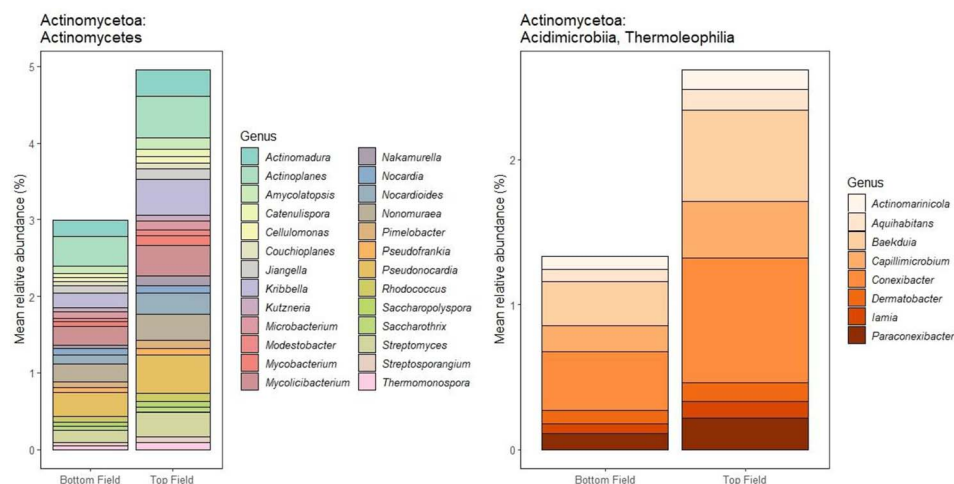 Actinomycetoa:
Actinomycetes
Mean relative abundance (%)
5
4
3
2
1
0
Bottom Field
Top Field
Genus
Actinomadura
Actinoplanes
Amycolatopsis
Catenulispora
Cellulomonas
Couchioplanes
Jiangella
Kribbella
Kutzneria
Microbacterium
Modestobacter
Mycobacterium
Mycolicibacterium
Nakamurella
Nocardia
Nocardioides
Nonomuraea
Pimelobacter
Pseudofrankia
Pseudonocardia
Rhodococcus
Saccharopolyspora
Saccharothrix
Streptomyces
Streptosporangium
Thermomonospora
Actinomycetoa:
Acidimicrobiia, Thermoleophilia
Mean relative abundance (%)
2
1
0
Bottom Field
Top Field
Genus
Actinomarinicola
Aquihabitans
Baekduia
Capillimicrobium
Conexibacter
Dermatobacter
Iamia
Paraconexibacter